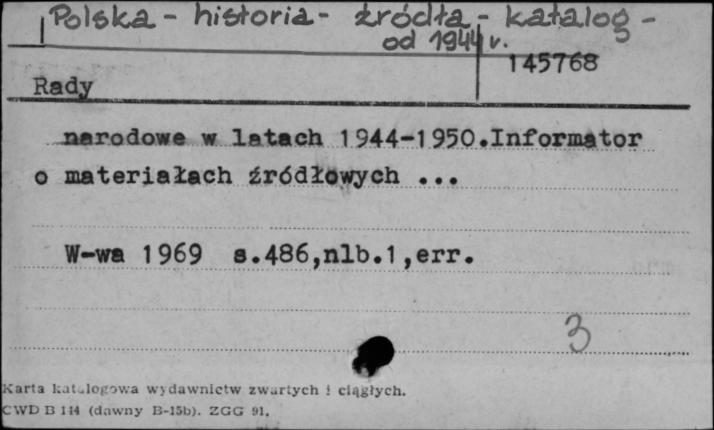 Polska - historia - źródła - katalog -
od 1944 r.
145768
Rady
narodowe w latach 1944-1950.Informator
o materiałach źródłowych ...
W-wa 1969 s.486,nlb.1,err.
3
Karta katalogowa wydawnictw zwartych i ciągłych.
CWD B 114 (dawny B-15b). ZGG 91.